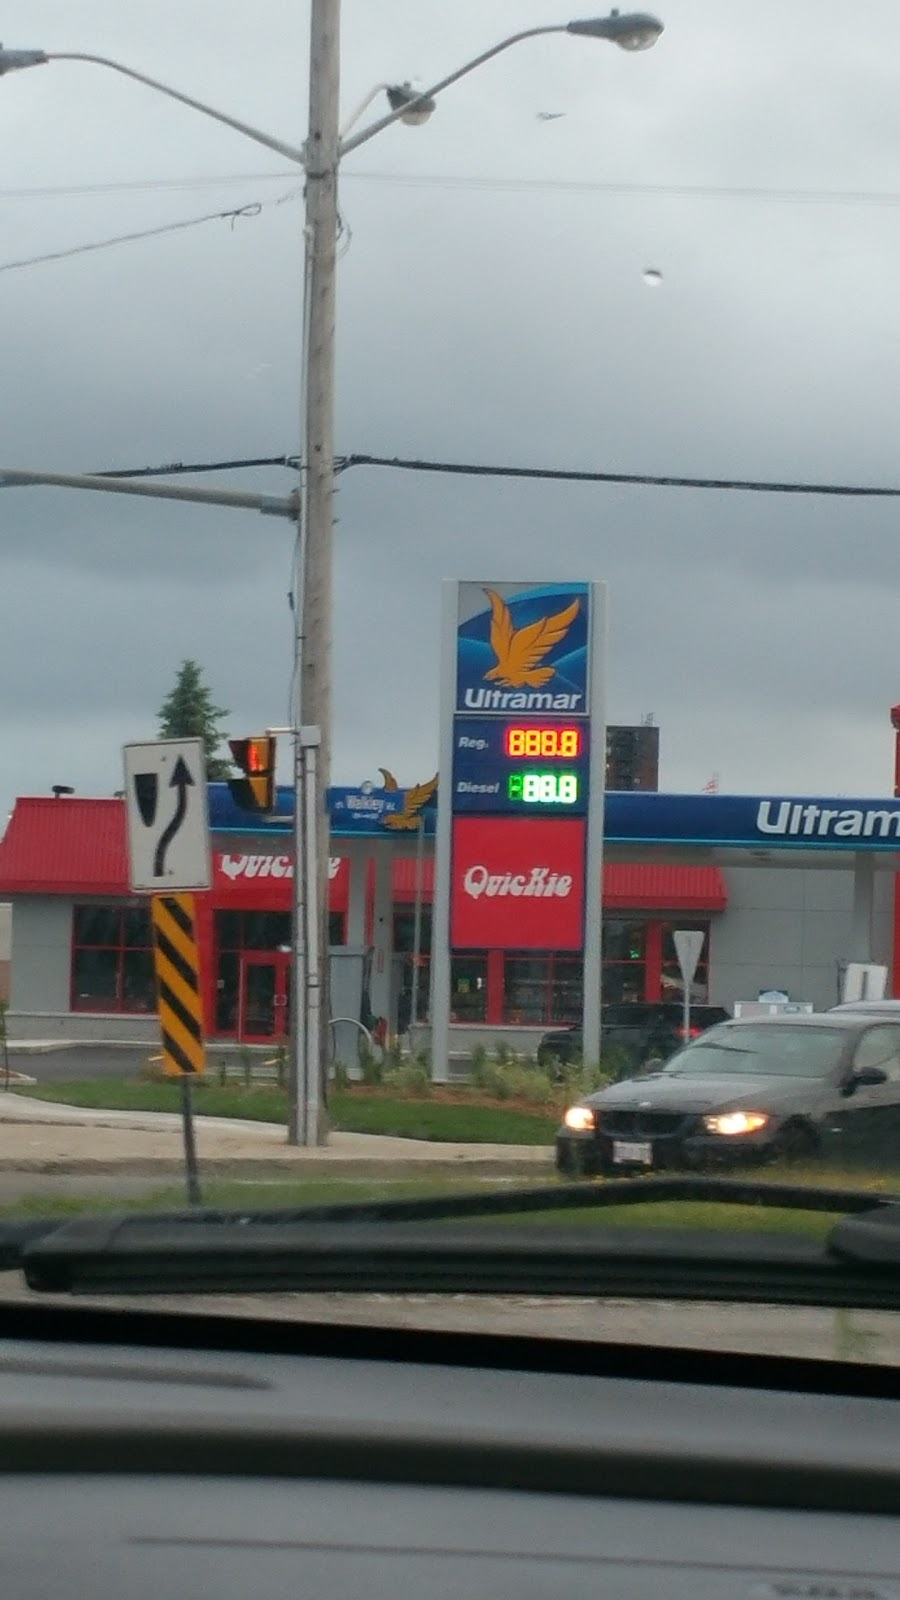 Ultramar
Reg. 888.8
Diesel 88.8
Walkley
Ultram
QUICKIE
QuicKie